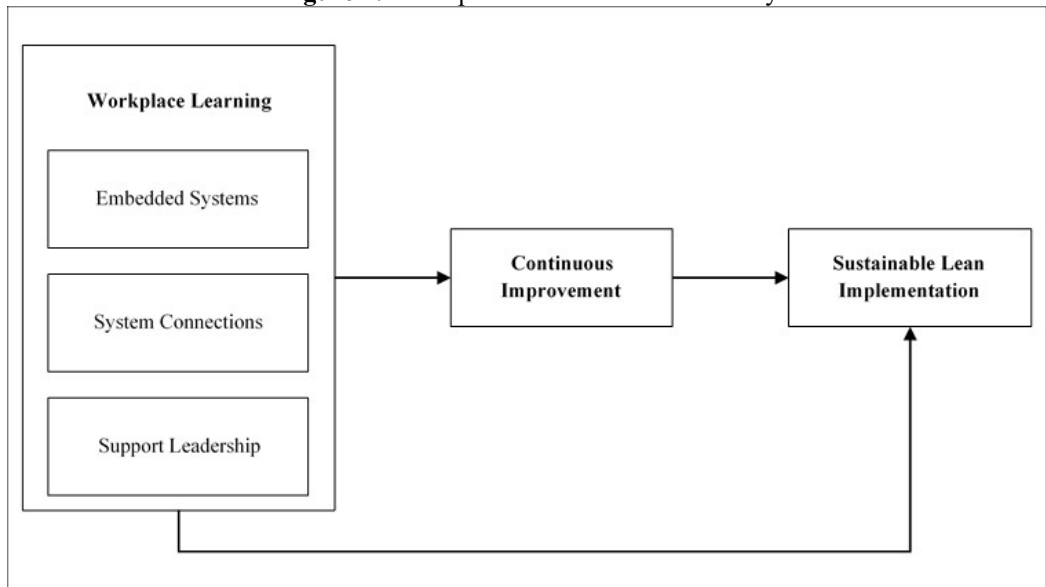 Workplace Learning
Embedded Systems
System Connections
Support Leadership
Continuous
Improvement
Sustainable Lean
Implementation